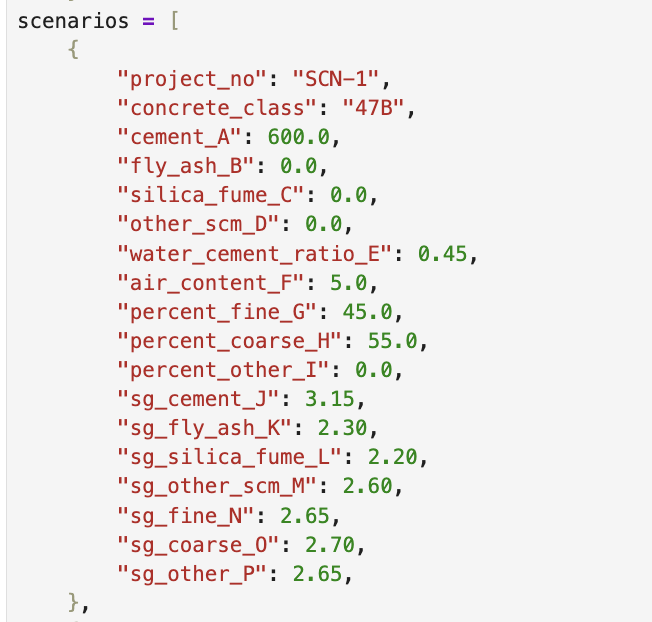 scenarios = [
{
"project_no": "SCN-1",
"concrete_class": "47B",
"cement_A": 600.0,
"fly_ash_B": 0.0,
"silica_fume_C": 0.0,
"other_scm_D": 0.0,
"water_cement_ratio_E": 0.45,
"air_content_F": 5.0,
"percent_fine_G": 45.0,
"percent_coarse_H": 55.0,
"percent_other_I": 0.0,
"sg_cement_J": 3.15,
"sg_fly_ash_K": 2.30,
"sg_silica_fume_L": 2.20,
"sg_other_scm_M": 2.60,
"sg_fine_N": 2.65,
"sg_coarse_O": 2.70,
"sg_other_P": 2.65,
},